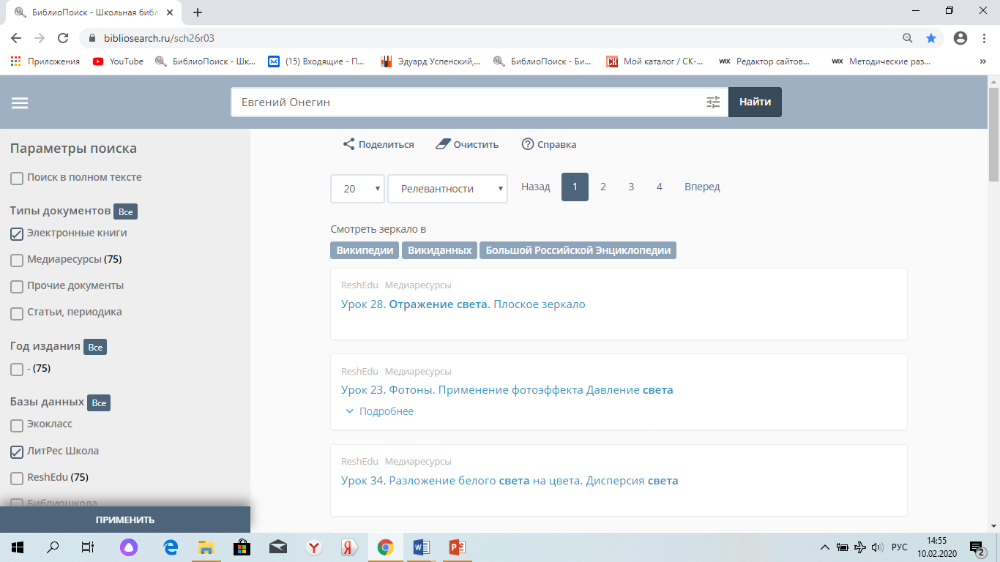 БиблиоПоиск - Школьная библ
bibliosearch.ru/sch26r03
Приложения YouTube БиблиоПоиск - Шк... (15) Входящие - П... Эдуард Успенский,... БиблиоПоиск - Би... СК Мой каталог / СК-... WIX Редактор сайтов... WIX Методические раз... »
Евгений Онегин Найти
Параметры поиска
Поиск в полном тексте
Типы документов Все
Электронные книги
Медиаресурсы (75)
Прочие документы
Статьи, периодика
Год издания Все
- (75)
Базы данных Все
Экокласс
ЛитРес Школа
ReshEdu (75)
Библиошкола
ПРИМЕНИТЬ
Поделиться Очистить Справка
20 Релевантности Назад 1 2 3 4 Вперед
Смотреть зеркало в
Википедии Викиданных Большой Российской Энциклопедии
ReshEdu Медиаресурсы
Урок 28. Отражение света. Плоское зеркало
ReshEdu Медиаресурсы
Урок 23. Фотоны. Применение фотоэффекта Давление света
Подробнее
ReshEdu Медиаресурсы
Урок 34. Разложение белого света на цвета. Дисперсия света
РУС
14:55
10.02.2020
2